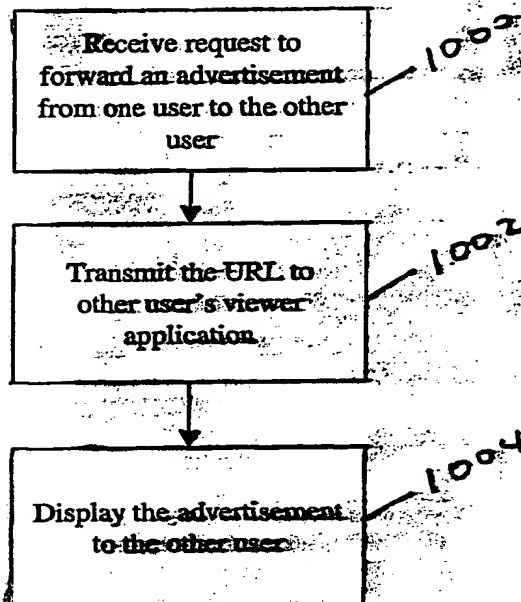 Receive request to
forward an advertisement
from one user to the other
user
1000
Transmit the URL to
other user's viewer
application
1002
Display the advertisement
to the other user
1004